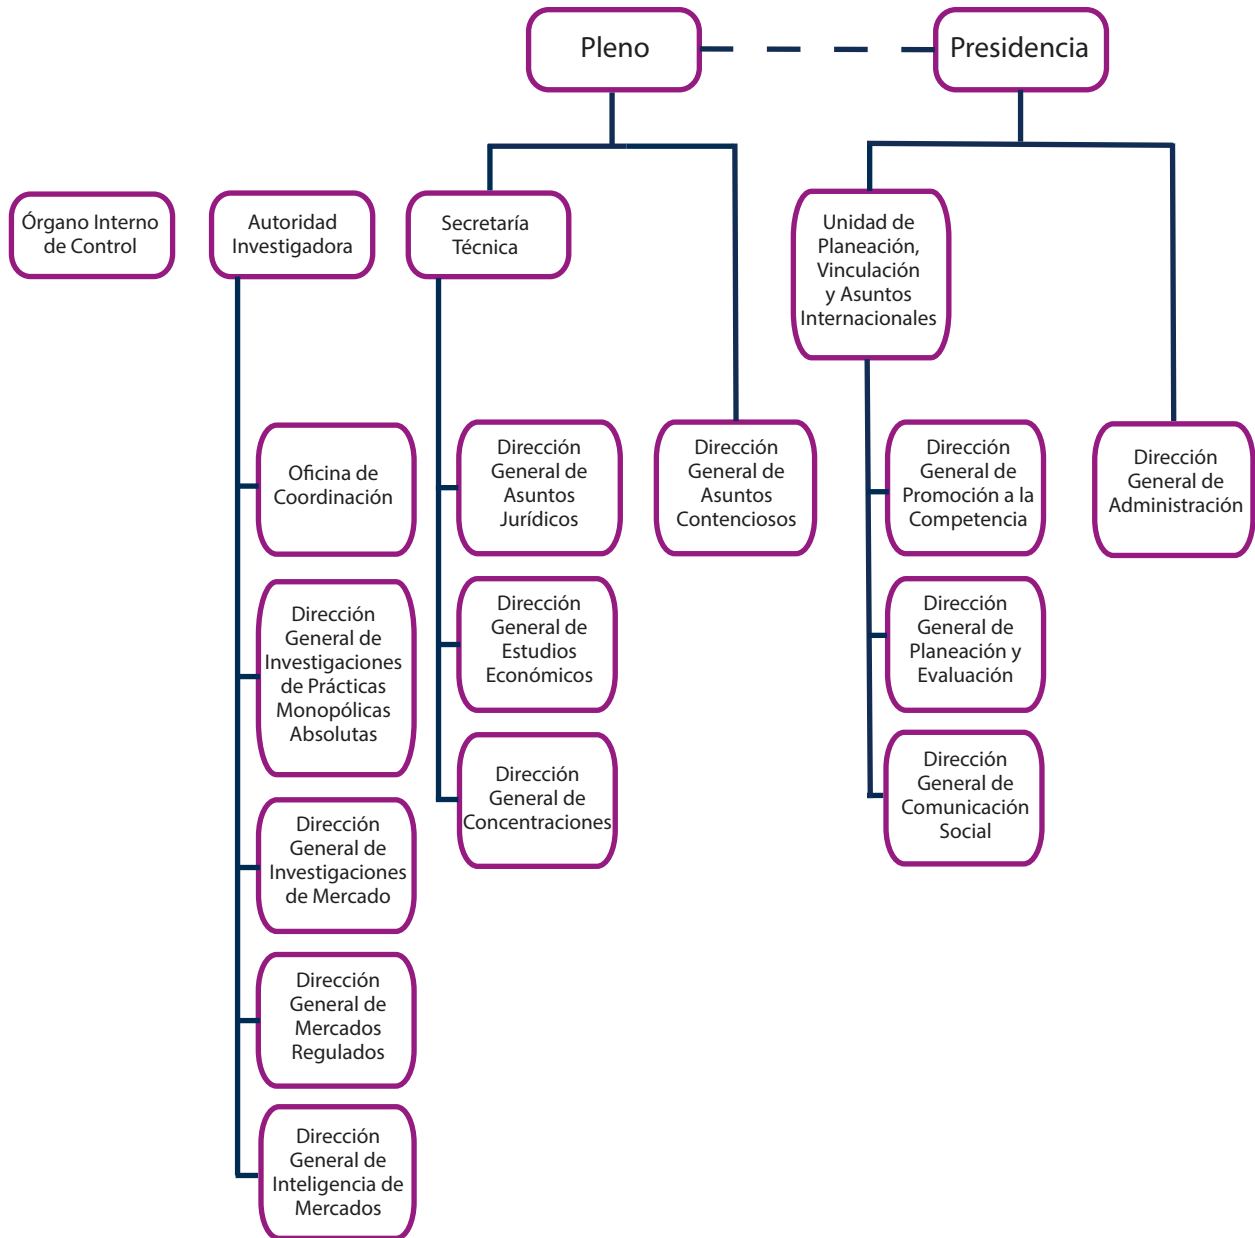 Pleno
Presidencia
Órgano Interno
de Control
Autoridad
Investigadora
Secretaría
Técnica
Unidad de
Planeación,
Vinculación
y Asuntos
Internacionales
Oficina de
Coordinación
Dirección
General de
Asuntos
Jurídicos
Dirección
General de
Asuntos
Contenciosos
Dirección
General de
Promoción a la
Competencia
Dirección
General de
Administración
Dirección
General de
Investigaciones
de Prácticas
Monopólicas
Absolutas
Dirección
General de
Estudios
Económicos
Dirección
General de
Planeación y
Evaluación
Dirección
General de
Investigaciones
de Mercado
Dirección
General de
Concentraciones
Dirección
General de
Comunicación
Social
Dirección
General de
Mercados
Regulados
Dirección
General de
Inteligencia de
Mercados